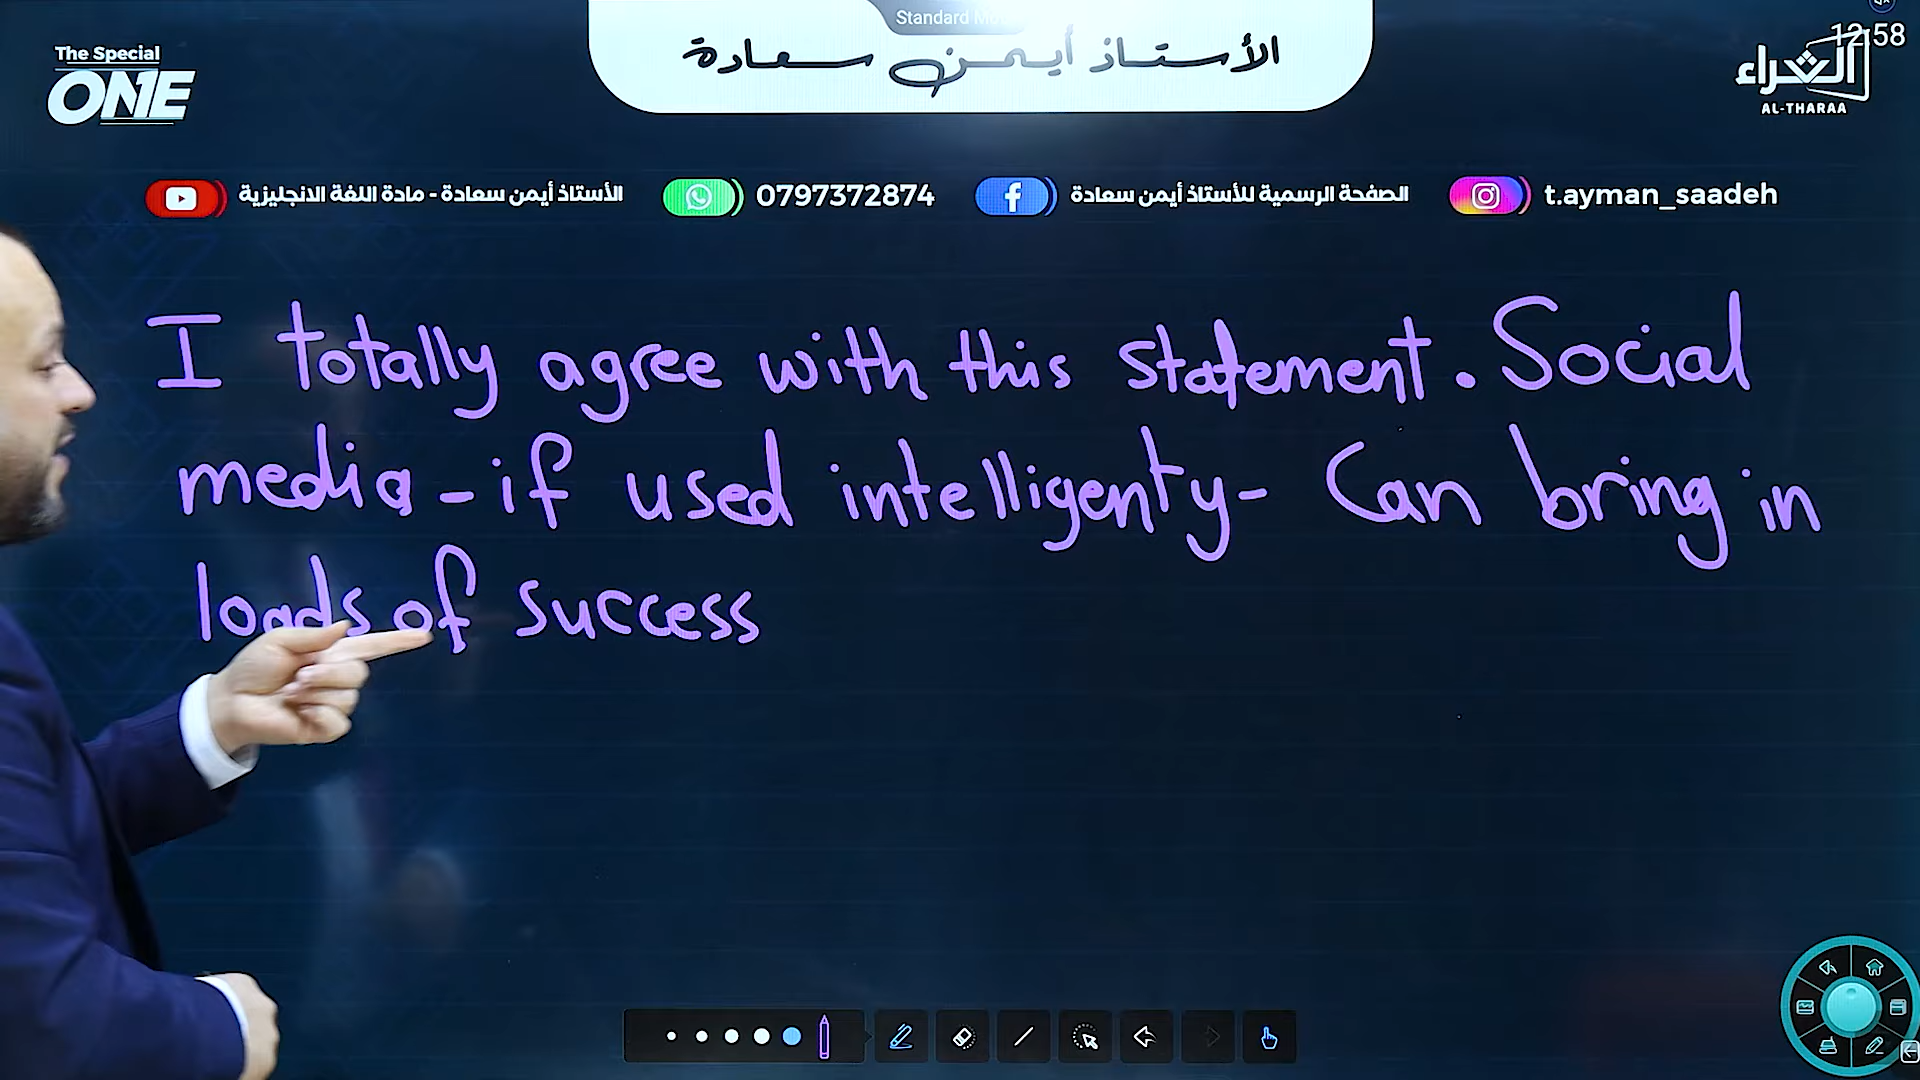 Standard Mo
12:58
The Special
ONE
الأستاذ أيمن سعادة
الثراء
AL-THARAA
الأستاذ أيمن سعادة - مادة اللغة الانجليزية
0797372874
الصفحة الرسمية للأستاذ أيمن سعادة
t.ayman_saadeh
I totally agree with this statement. Social
media - if used intelligenty - Can bring in
loads of success